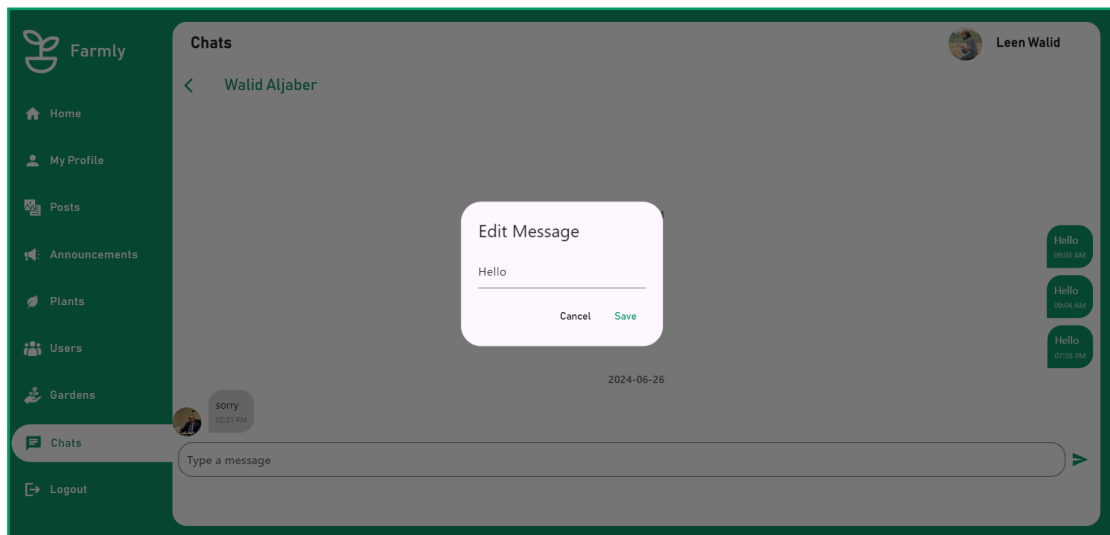 Farmly
Home
My Profile
Posts
Announcements
Plants
Users
Gardens
Chats
Logout
Chats
Leen Walid
Walid Aljaber
Edit Message
Hello
Cancel
Save
Hello
09:03 AM
Hello
09:04 AM
Hello
07:58 PM
2024-06-26
sorry
02:21 PM
Type a message